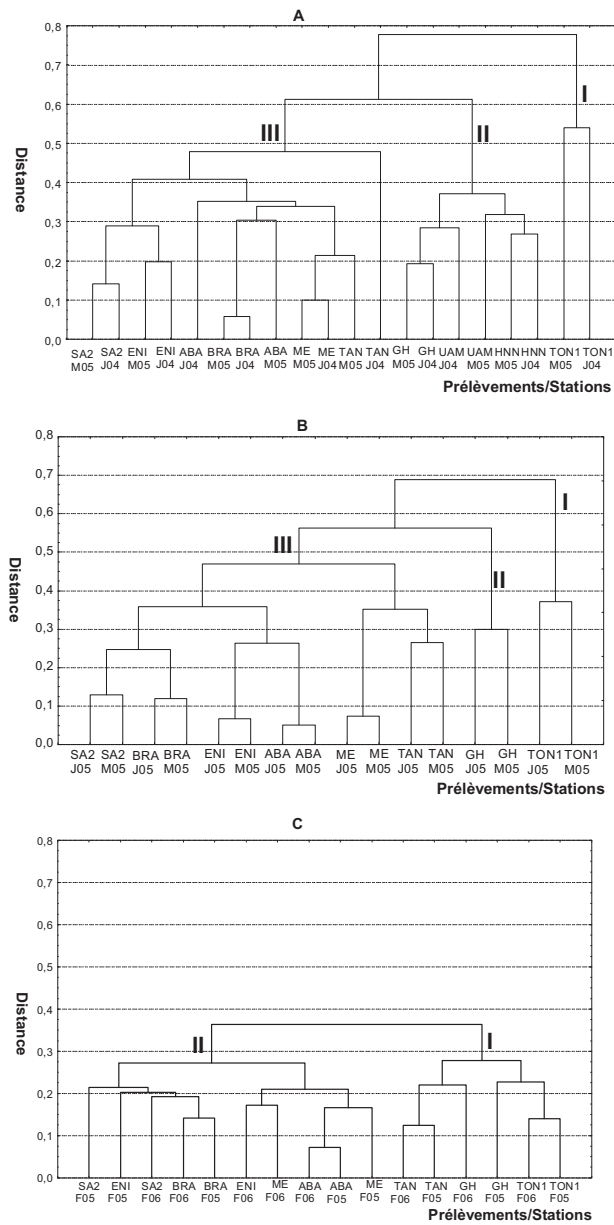 A
0,8
0,7
0,6
0,5
0,4
0,3
0,2
0,1
0,0
Distance
III
II
I
SA2 SA2 ENI ENI ABA BRA BRA ABA ME ME TAN TAN GH GH UAM UAM HNN HNN TON1 TON1
M05 J04 M05 J04 J04 M05 J04 M05 M05 J04 M05 J04 M05 J04 J04 M05 M05 J04 M05 J04
Prélèvements/Stations
B
0,8
0,7
0,6
0,5
0,4
0,3
0,2
0,1
0,0
Distance
III
II
I
SA2 SA2 BRA BRA ENI ENI ABA ABA ME ME TAN TAN GH GH TON1 TON1
J05 M05 J05 M05 J05 M05 J05 M05 J05 M05 J05 M05 J05 M05 J05 M05
Prélèvements/Stations
C
0,8
0,7
0,6
0,5
0,4
0,3
0,2
0,1
0,0
Distance
II
I
SA2 ENI SA2 BRA BRA ENI ME ABA ABA ME TAN TAN GH GH TON1 TON1
F05 F05 F06 F06 F05 F06 F06 F06 F05 F05 F06 F05 F06 F05 F06 F05
Prélèvements/Stations